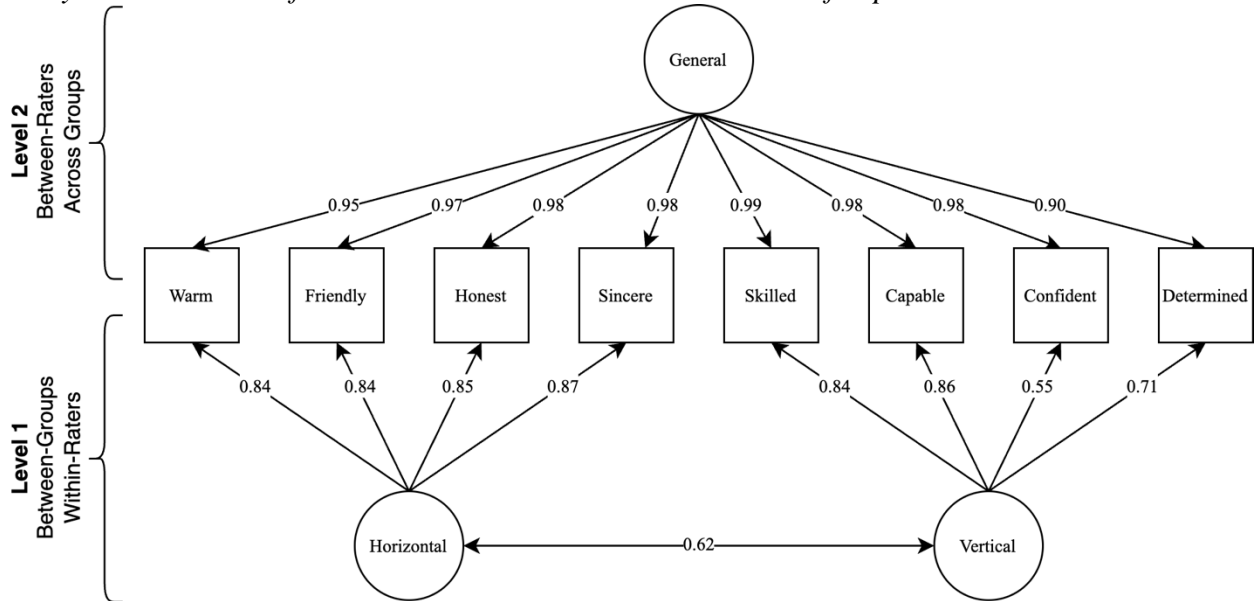 General
Level 2
Between-Raters
Across Groups
0.95
0.97
0.98
0.98
0.99
0.98
0.98
0.90
Warm
Friendly
Honest
Sincere
Skilled
Capable
Confident
Determined
Level 1
Between-Groups
Within-Raters
0.84
0.84
0.85
0.87
0.84
0.86
0.55
0.71
Horizontal
0.62
Vertical